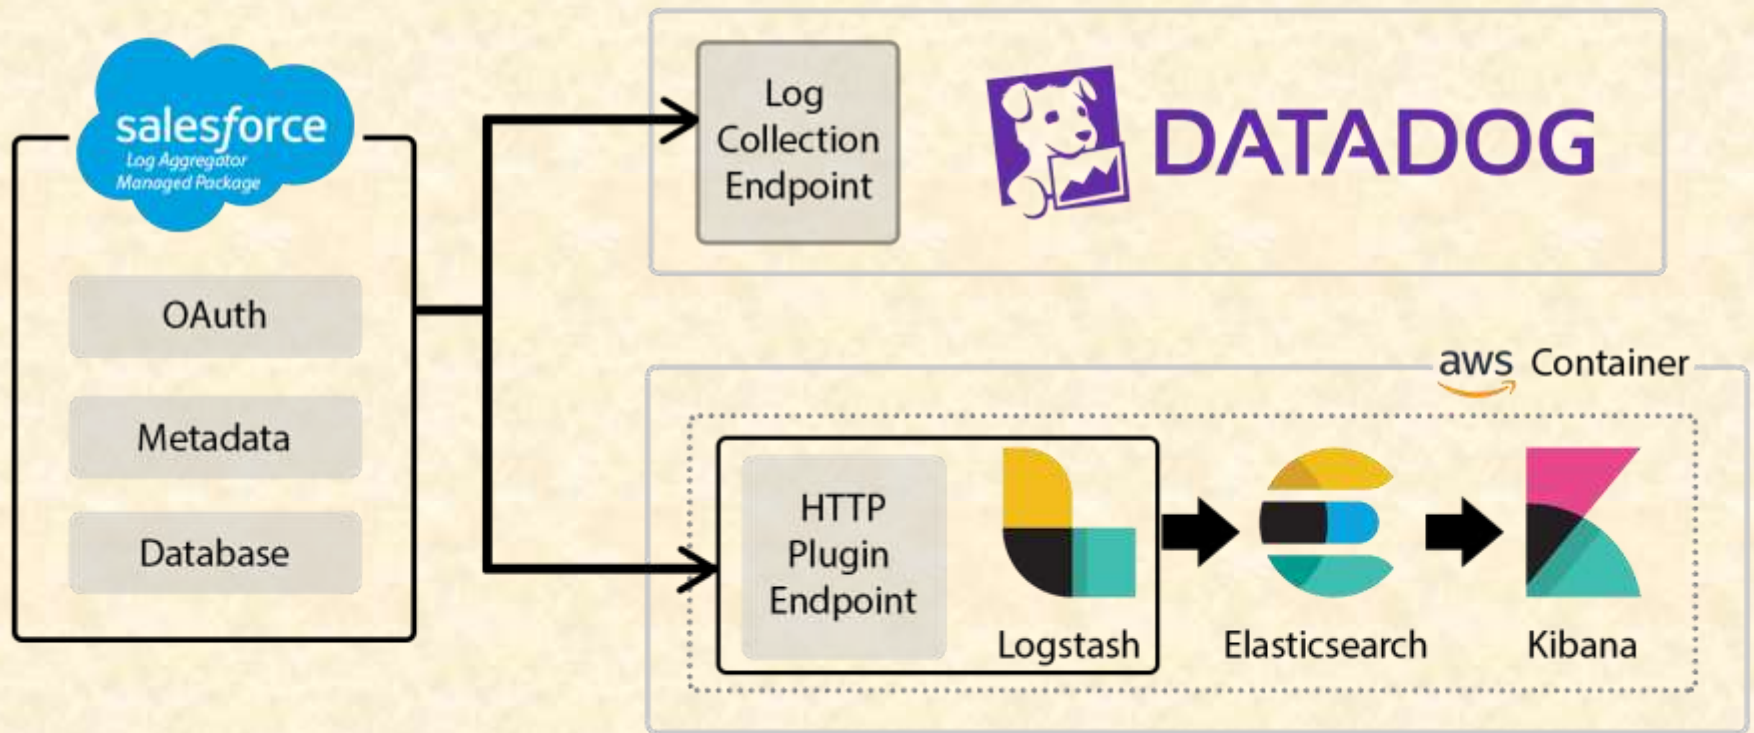 salesforce
Log Aggregator
Managed Package
OAuth
Metadata
Database
Log
Collection
Endpoint
DATADOG
aws Container
HTTP
Plugin
Endpoint
Logstash
Elasticsearch
Kibana